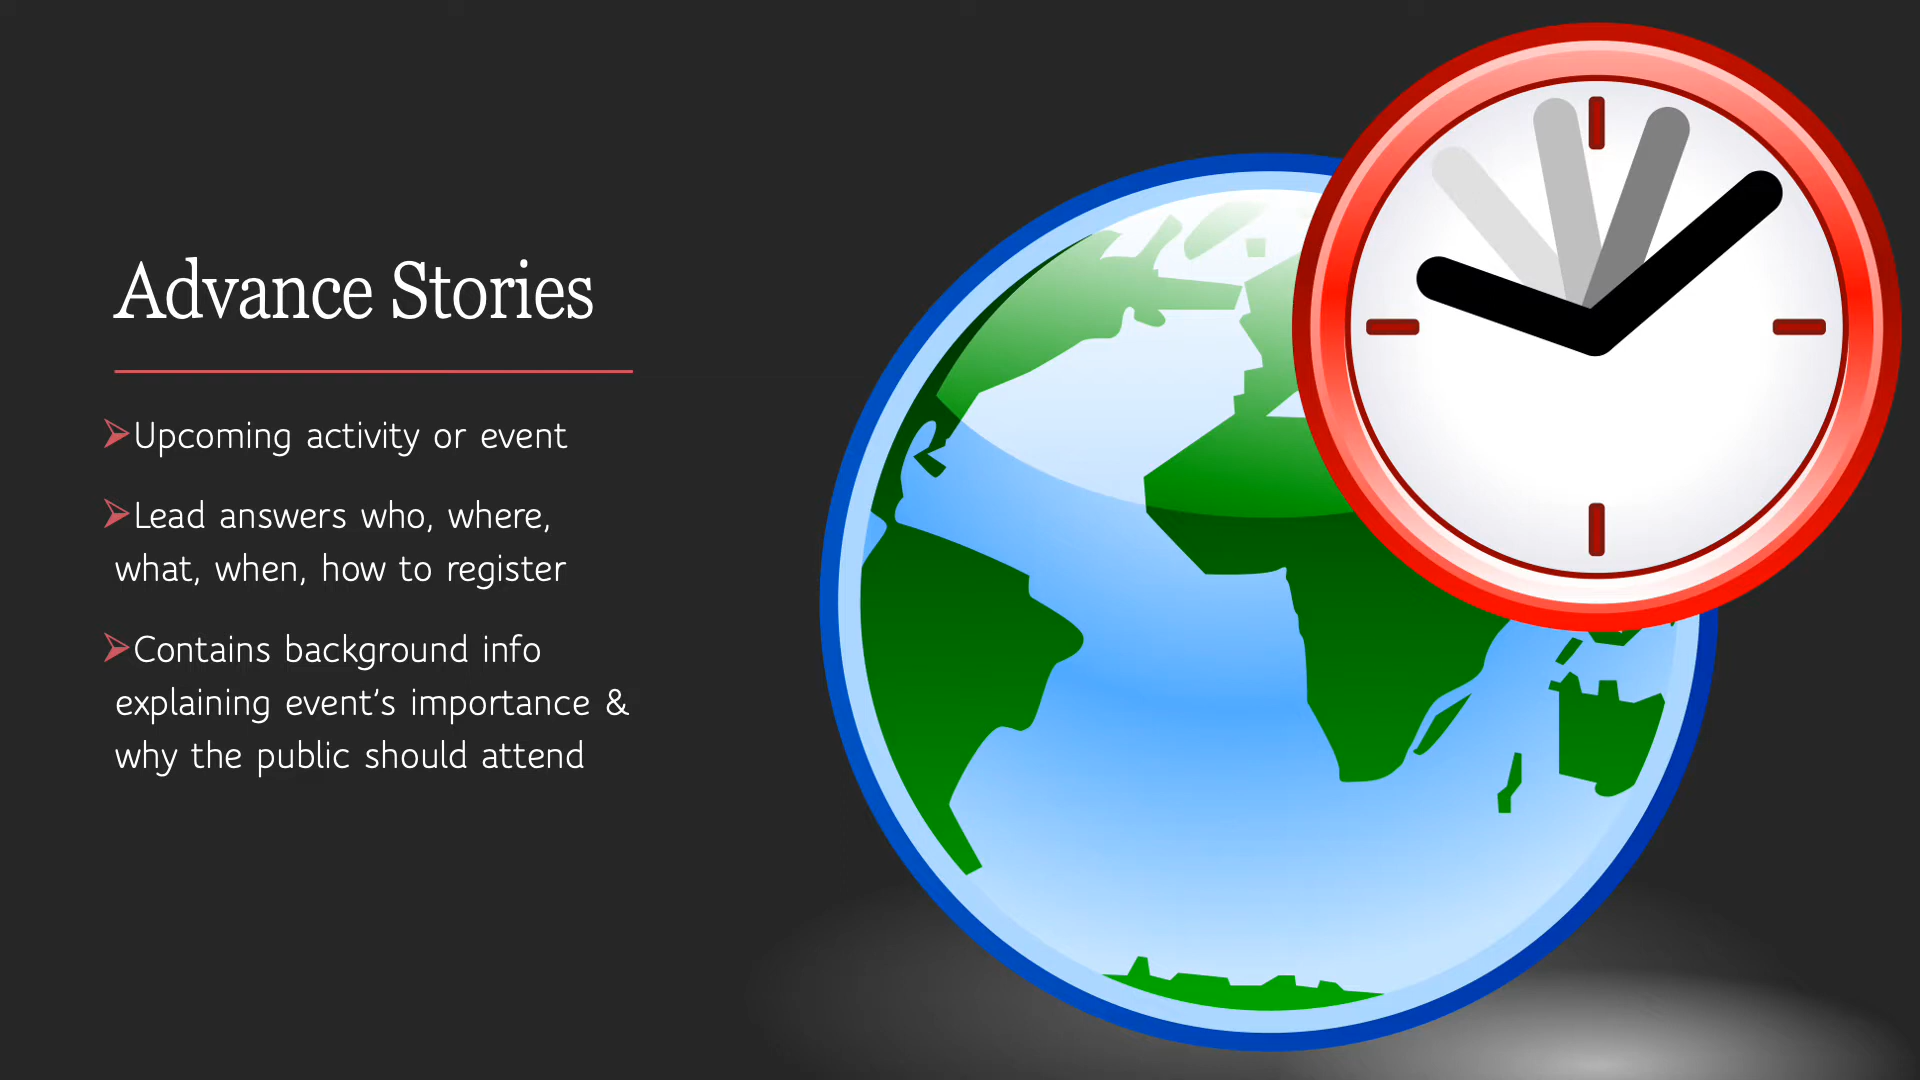 Advance Stories
➢Upcoming activity or event
➢Lead answers who, where,
what, when, how to register
➢Contains background info
explaining event’s importance &
why the public should attend